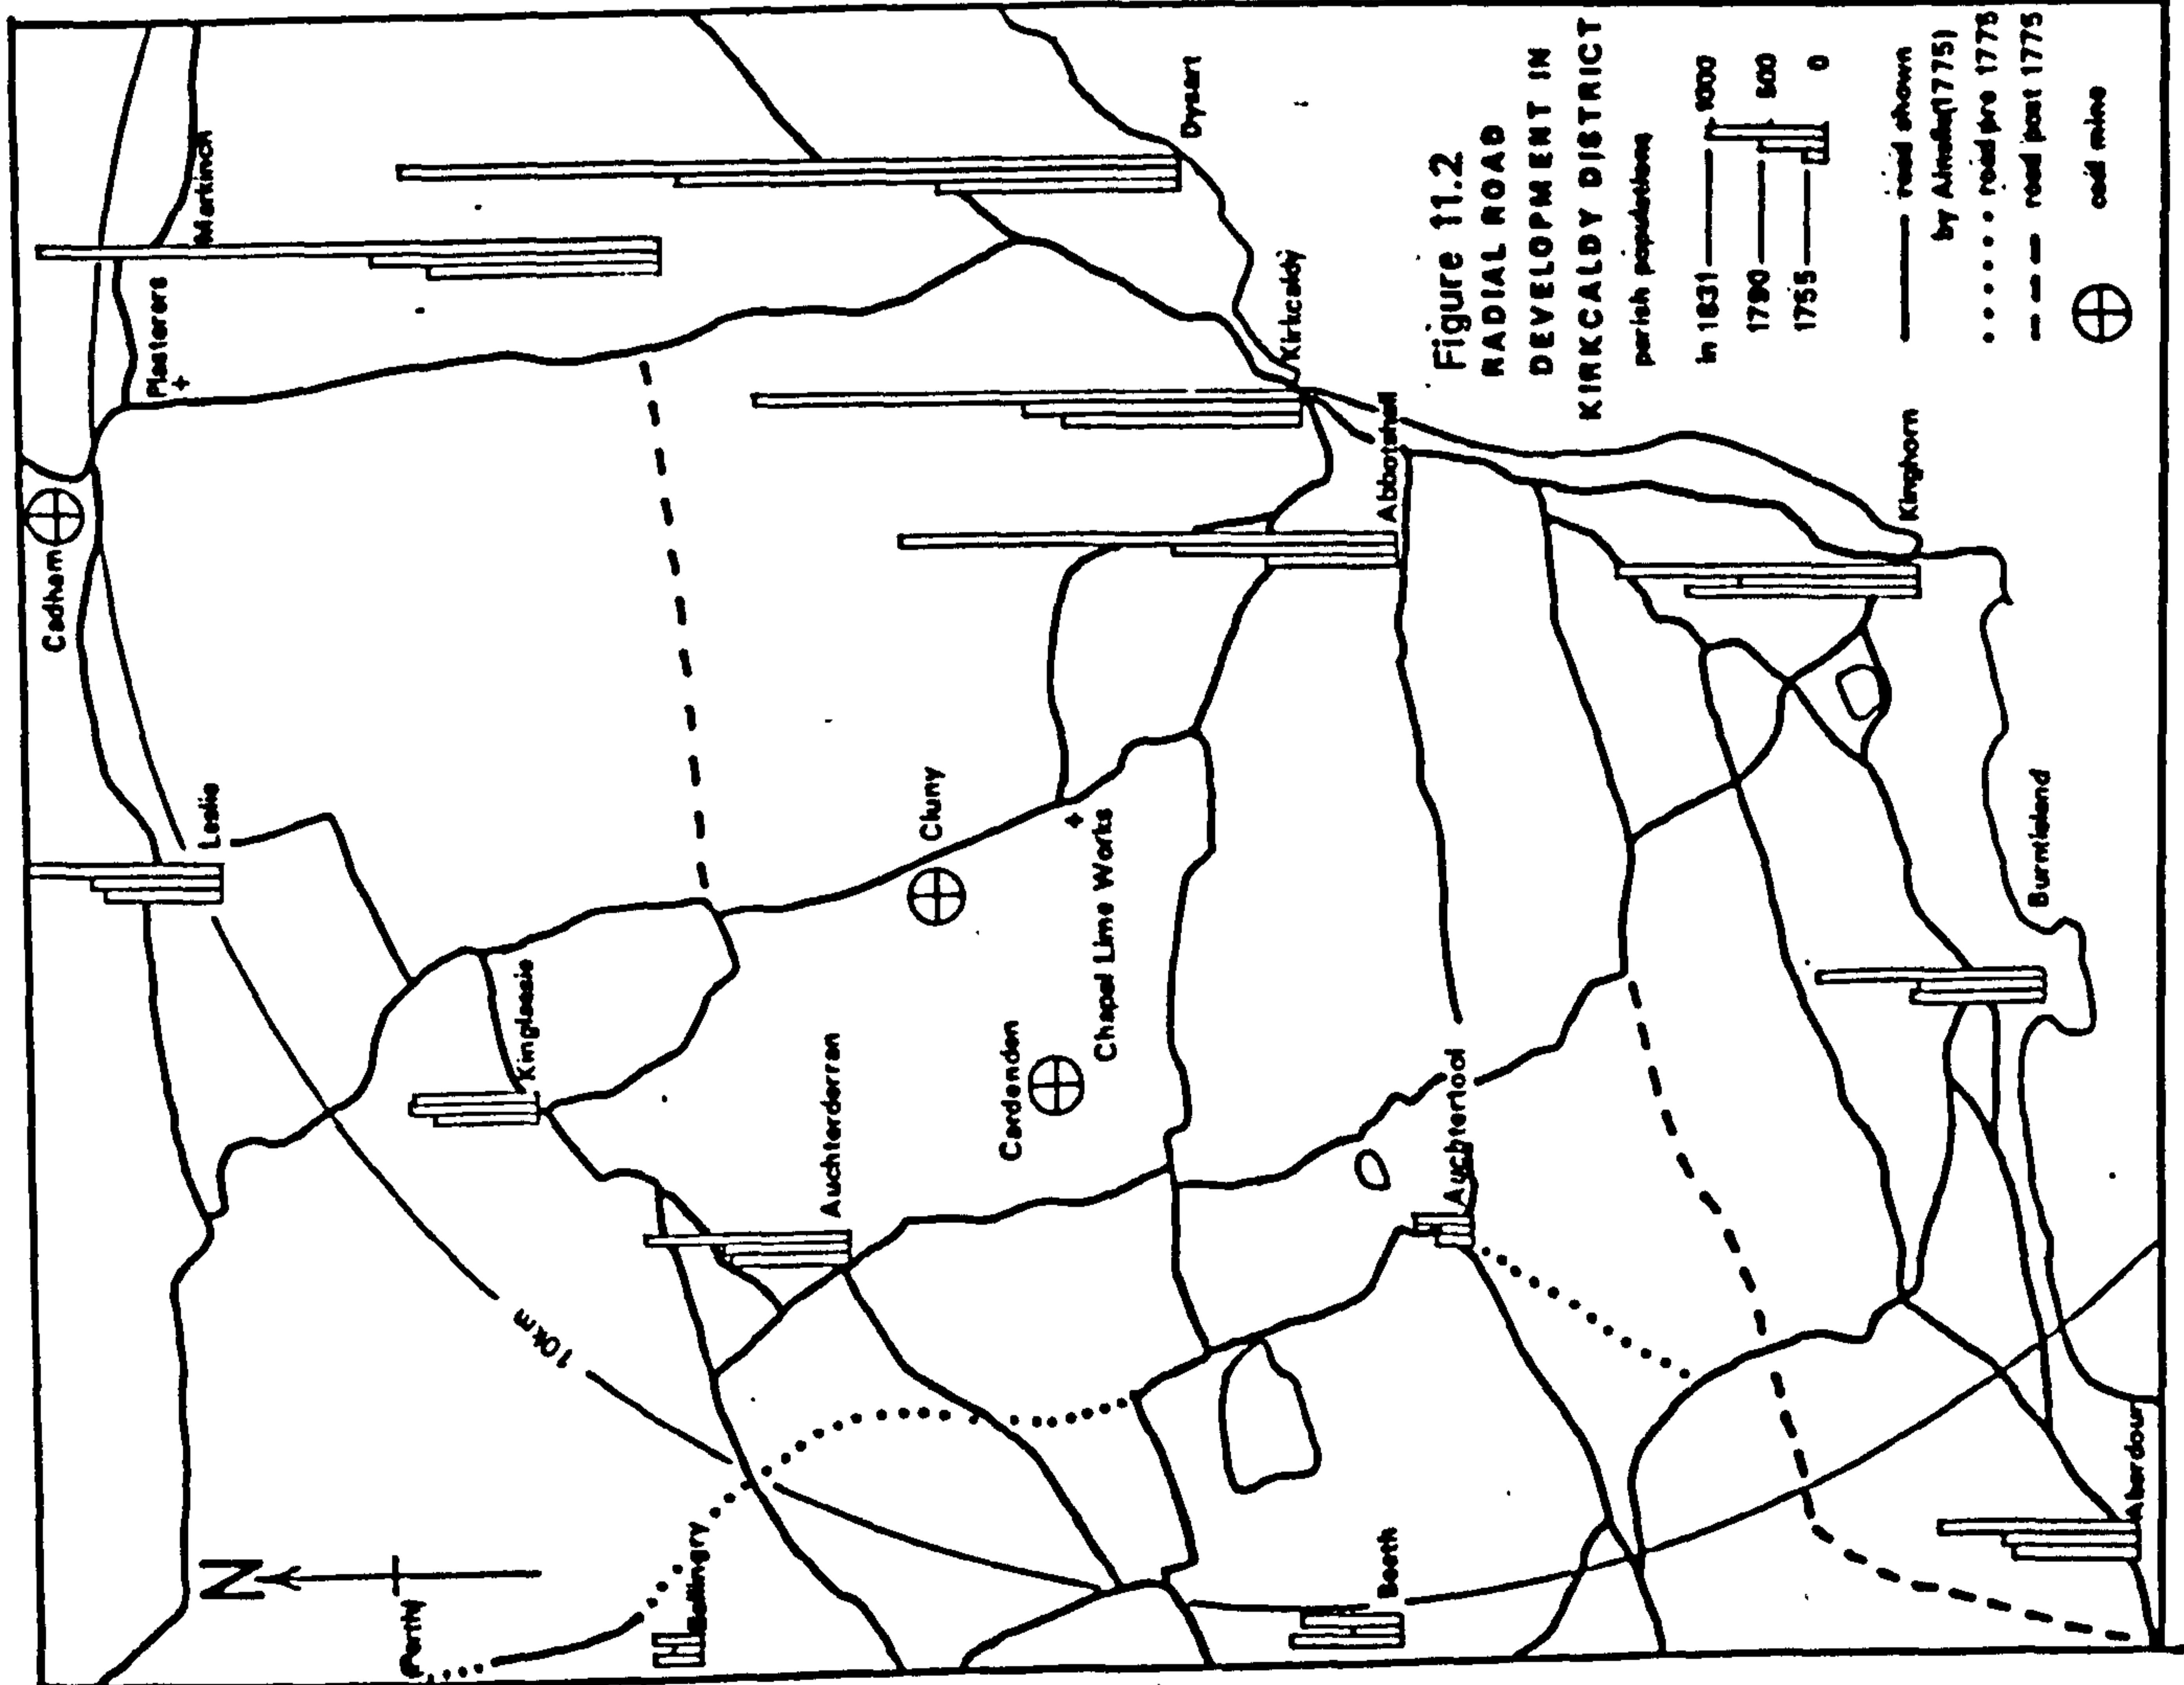 Figure 11.2
RADIAL ROAD
DEVELOPMENT IN
KIRKCALDY DISTRICT
parish populations
in 1831 1000
1790 500
1755 0
road shown
by Ainslie(1775)
road pre 1775
road post 1775
coal mine
N
Perth
Ballingry
Beath
Aberdour
10KM
Auchterderran
Auchtertool
Kinglassie
Cardenden
Chapel Lime Works
Cluny
Leslie
Burntisland
Cadham
Abbotshall
Kinghorn
Plasterers
Kirkcaldy
Markinch
Dysart